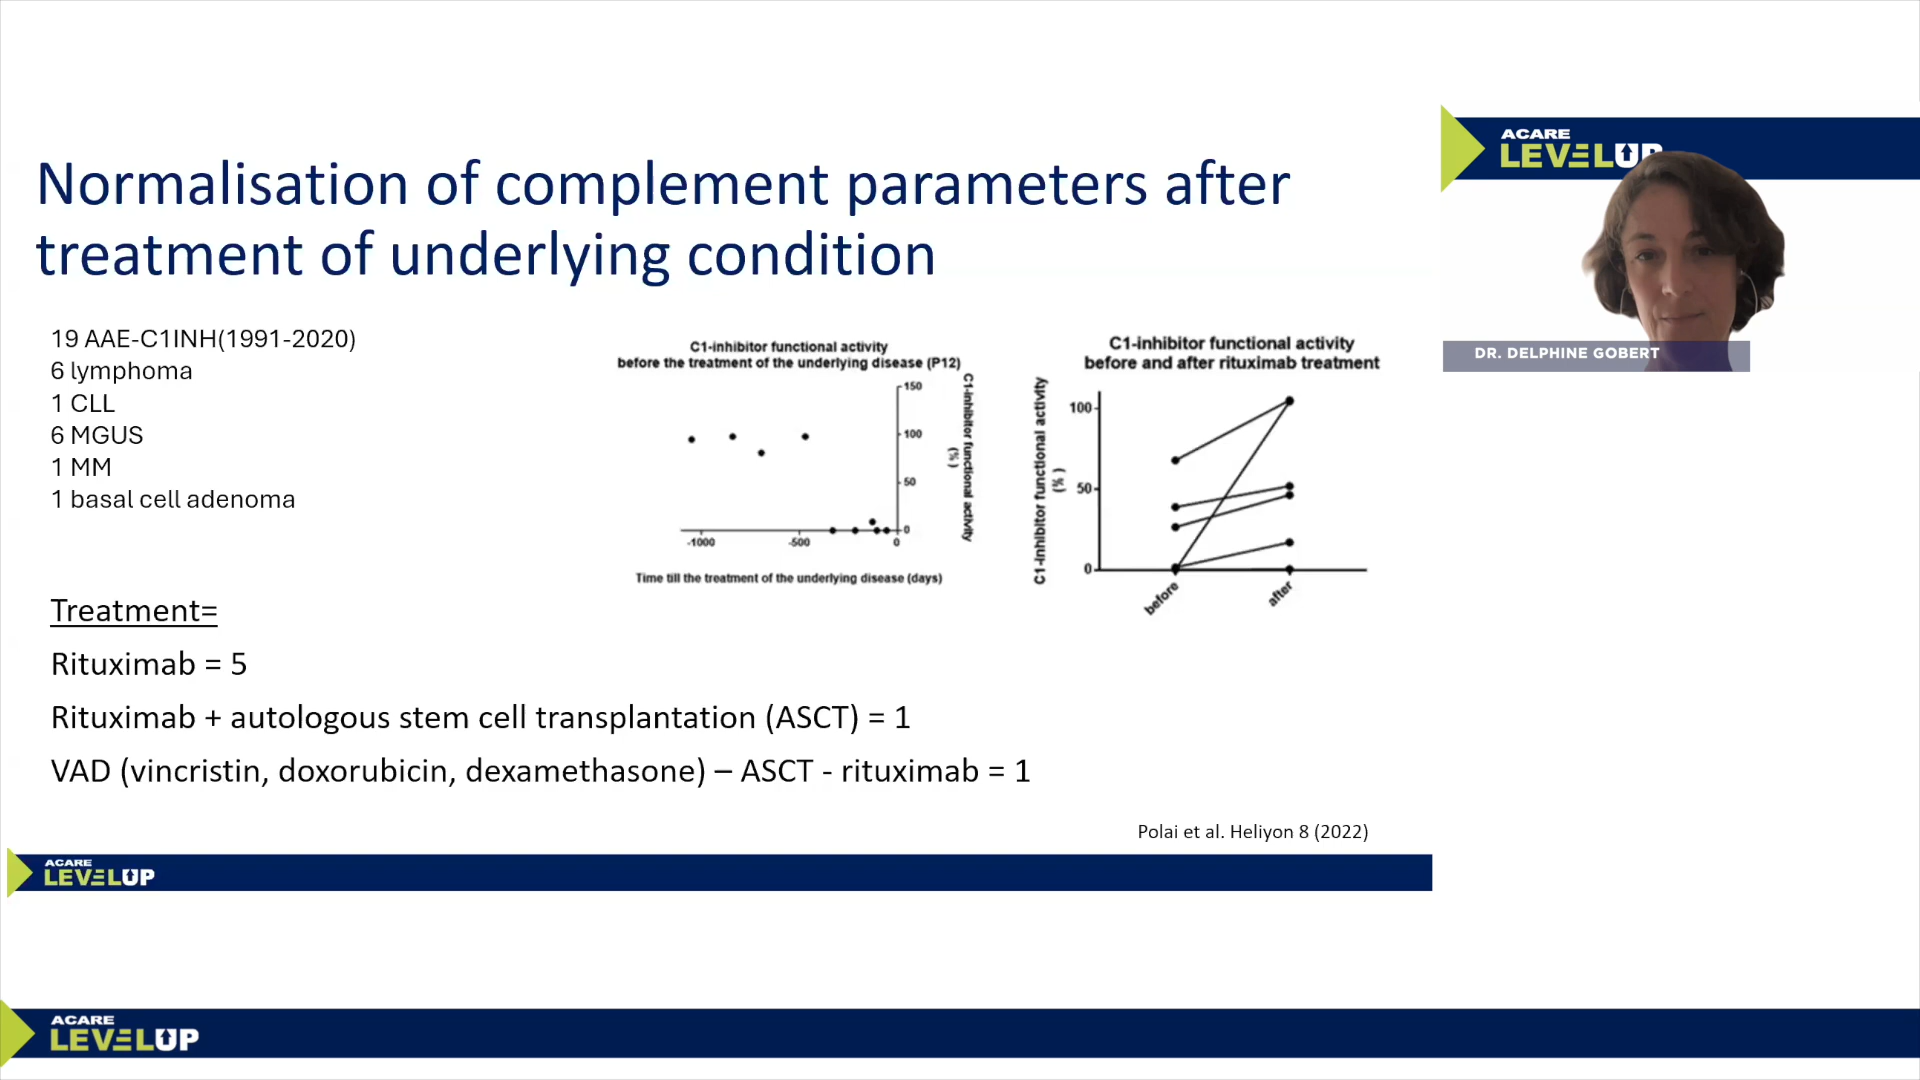 Normalisation of complement parameters after
treatment of underlying condition
19 AAE-C1INH(1991-2020)
6 lymphoma
1 CLL
6 MGUS
1 MM
1 basal cell adenoma
C1-inhibitor functional activity
before the treatment of the underlying disease (P12)
150
100
50
0
-1000
-500
0
C1-inhibitor functional activity
(%)
Time till the treatment of the underlying disease (days)
C1-inhibitor functional activity
before and after rituximab treatment
C1-inhibitor functional activity
(%)
100
50
0
before
after
Treatment=
Rituximab = 5
Rituximab + autologous stem cell transplantation (ASCT) = 1
VAD (vincristin, doxorubicin, dexamethasone) – ASCT - rituximab = 1
Polai et al. Heliyon 8 (2022)
ACARE
LEVELUP
ACARE
LEVELUP
DR. DELPHINE GOBERT
ACARE
LEVELUP